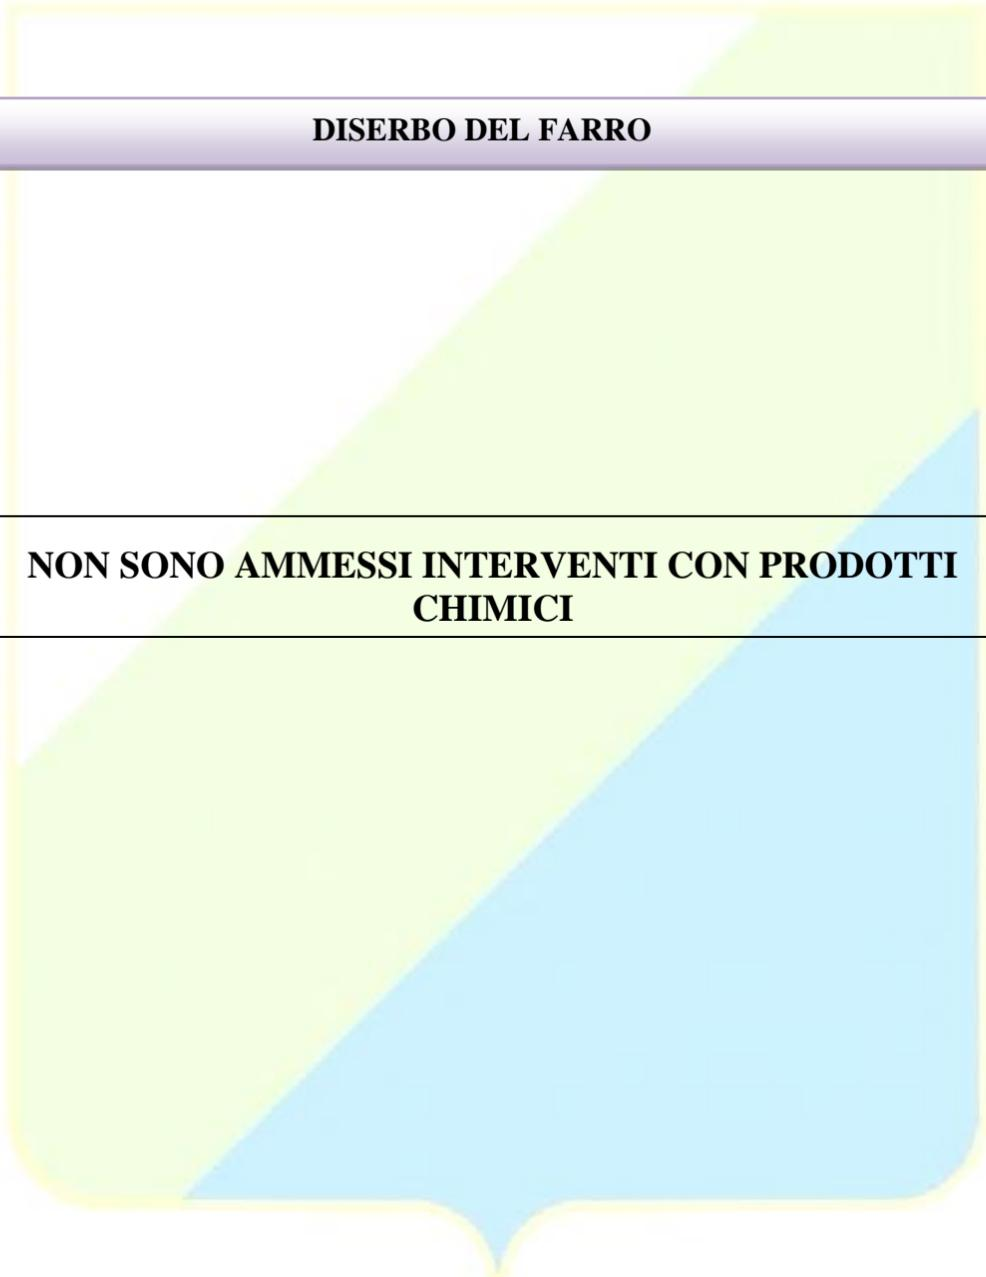 DISERBO DEL FARRO
NON SONO AMMESSI INTERVENTI CON PRODOTTI
CHIMICI